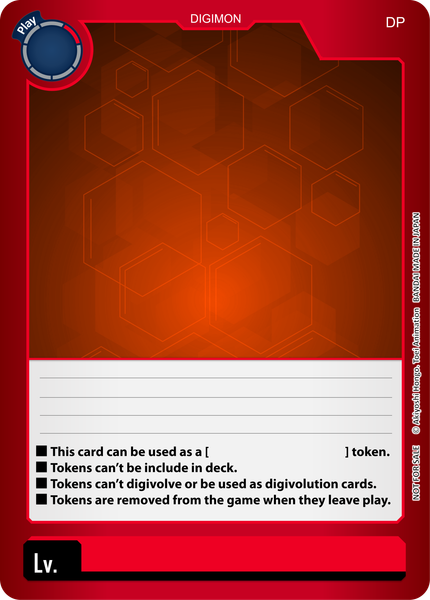 Play
DIGIMON
DP
This card can be used as a [ ] token.
Tokens can't be include in deck.
Tokens can't digivolve or be used as digivolution cards.
Tokens are removed from the game when they leave play.
Lv.
NOT FOR SALE © Akiyoshi Hongo, Toei Animation BANDAI MADE IN JAPAN